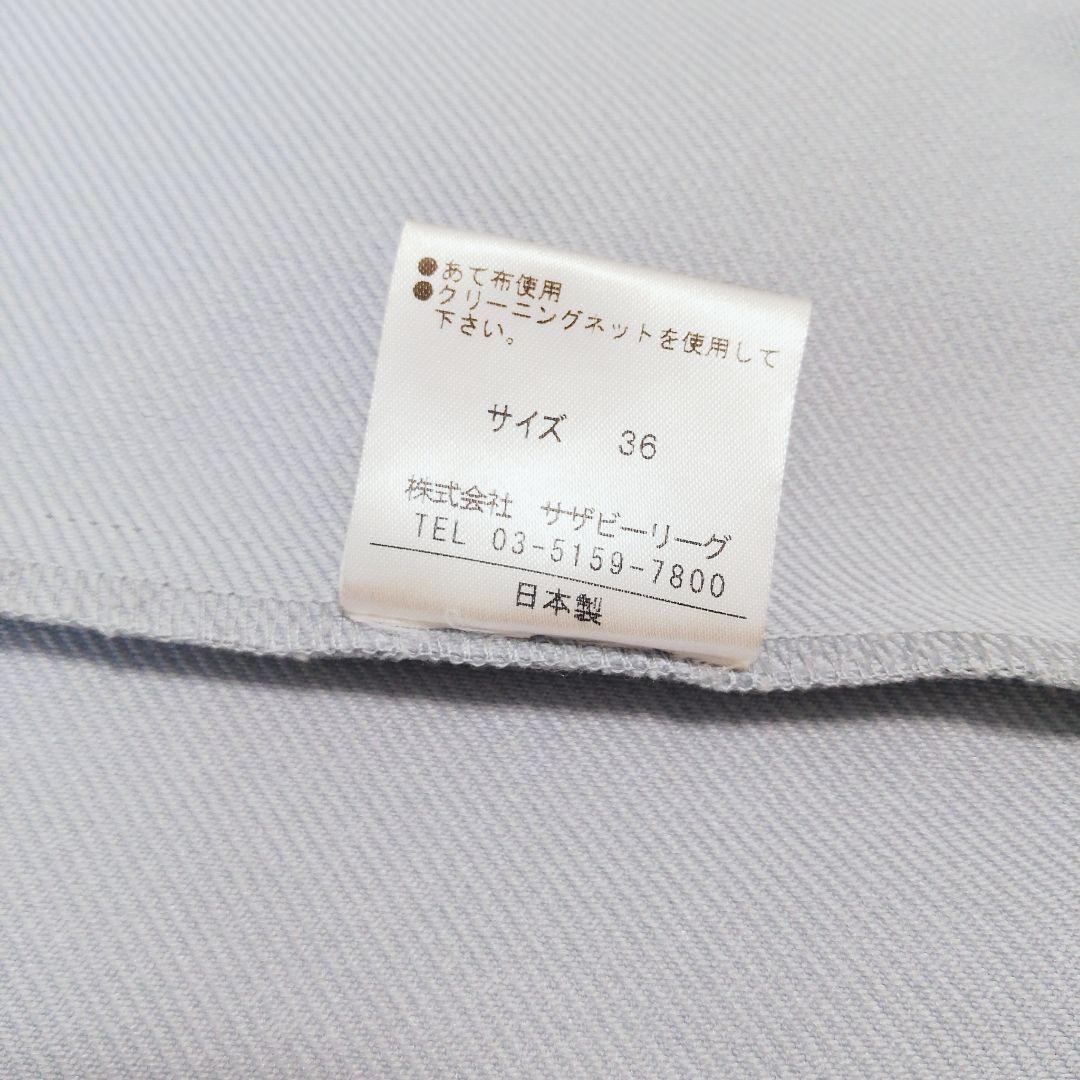 ●あて布使用
●クリーニングネットを使用して
下さい。
サイズ 36
株式会社 サザビーリーグ
TEL 03-5159-7800
日本製